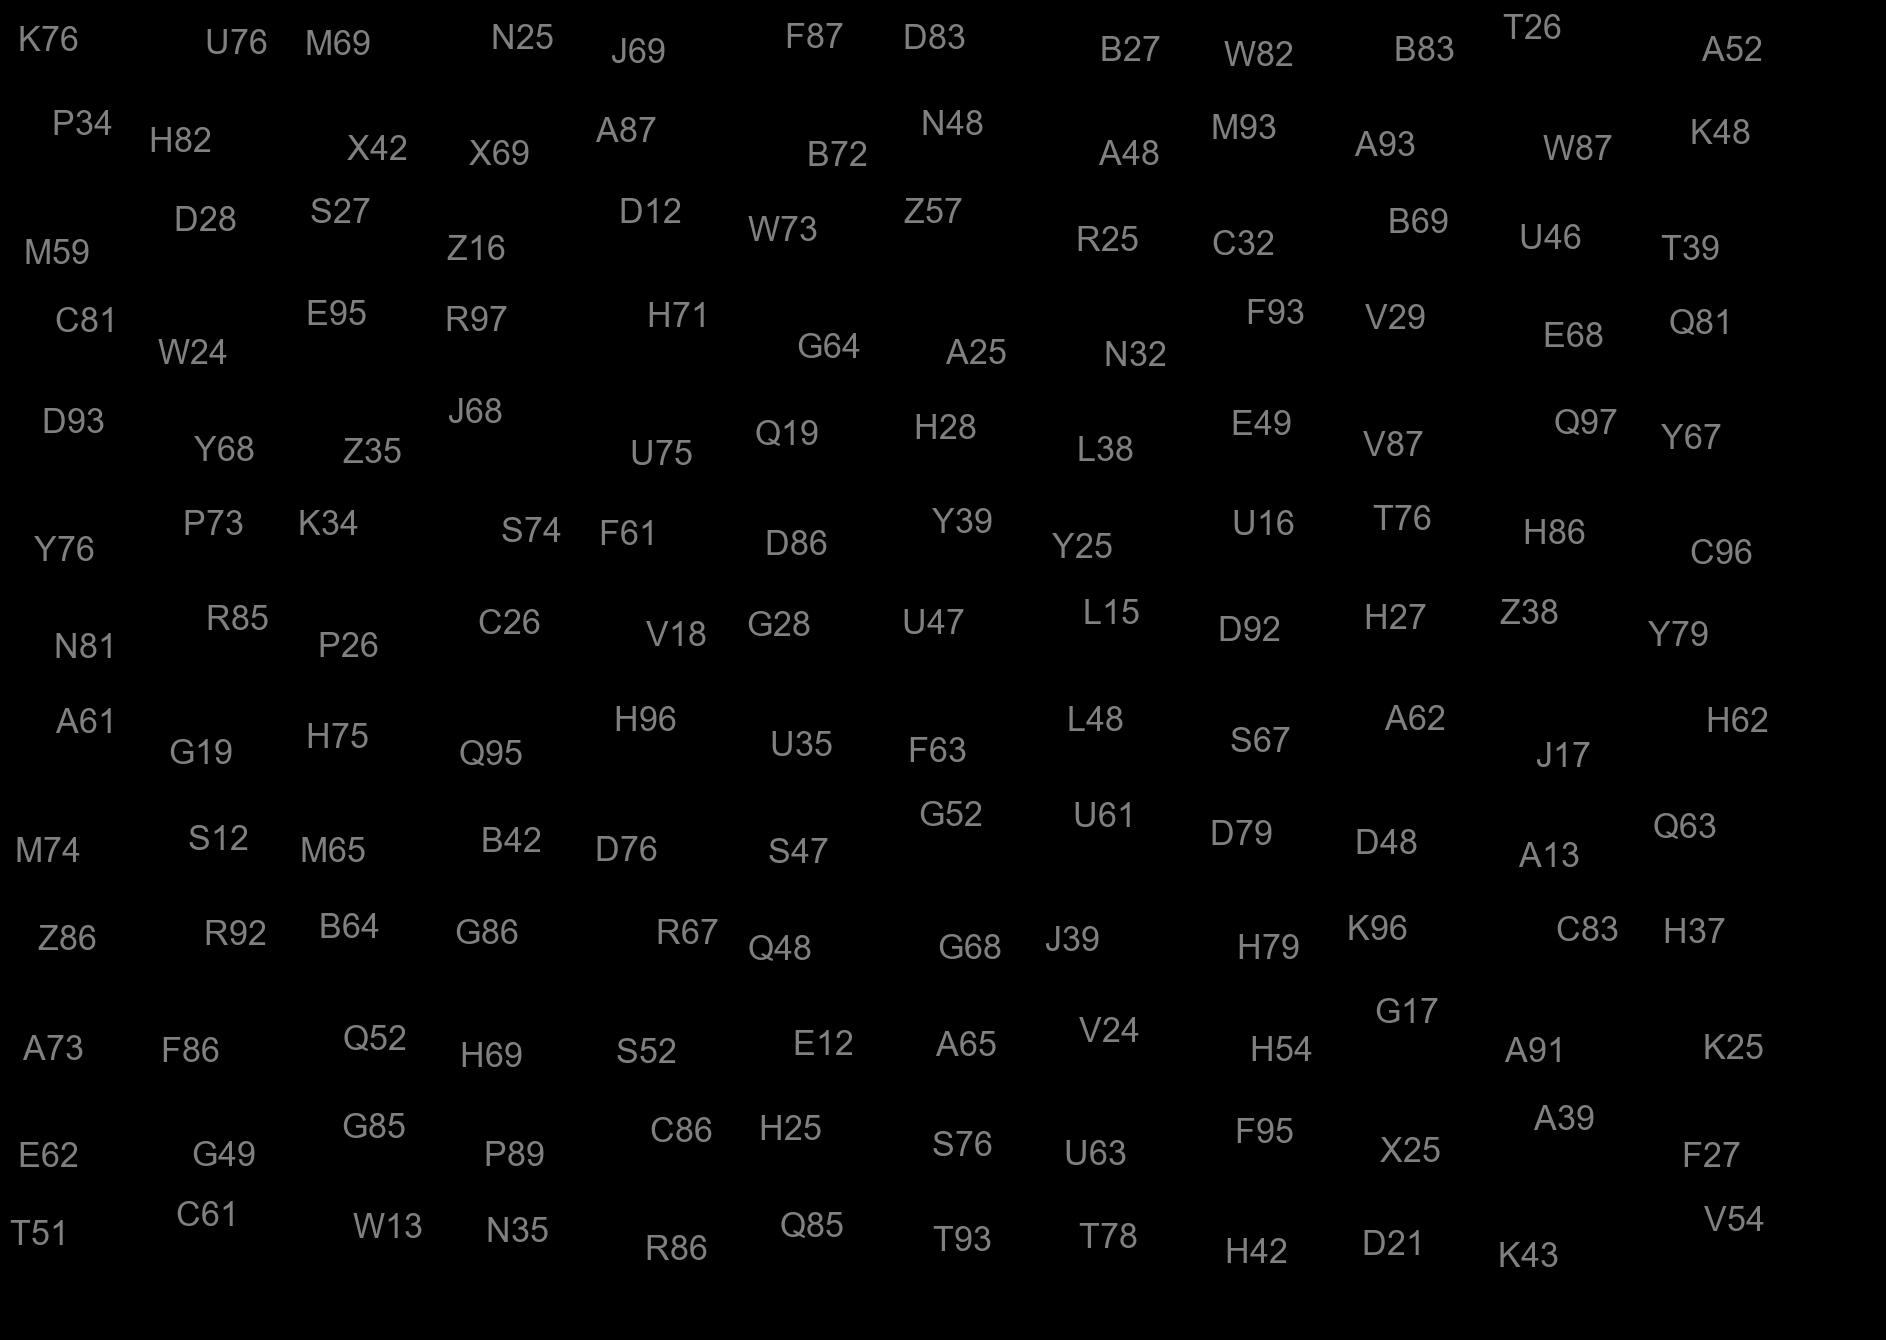 K76 U76 M69 N25 J69 F87 D83 B27 W82 B83 T26 A52
P34 H82 X42 X69 A87 B72 N48 A48 M93 A93 W87 K48
M59 D28 S27 Z16 D12 W73 Z57 R25 C32 B69 U46 T39
C81 W24 E95 R97 H71 G64 A25 N32 F93 V29 E68 Q81
D93 Y68 Z35 J68 U75 Q19 H28 L38 E49 V87 Q97 Y67
Y76 P73 K34 S74 F61 D86 Y39 Y25 U16 T76 H86 C96
N81 R85 P26 C26 V18 G28 U47 L15 D92 H27 Z38 Y79
A61 G19 H75 Q95 H96 U35 F63 L48 S67 A62 J17 H62
M74 S12 M65 B42 D76 S47 G52 U61 D79 D48 A13 Q63
Z86 R92 B64 G86 R67 Q48 G68 J39 H79 K96 C83 H37
A73 F86 Q52 H69 S52 E12 A65 V24 H54 G17 A91 K25
E62 G49 G85 P89 C86 H25 S76 U63 F95 X25 A39 F27
T51 C61 W13 N35 R86 Q85 T93 T78 H42 D21 K43 V54